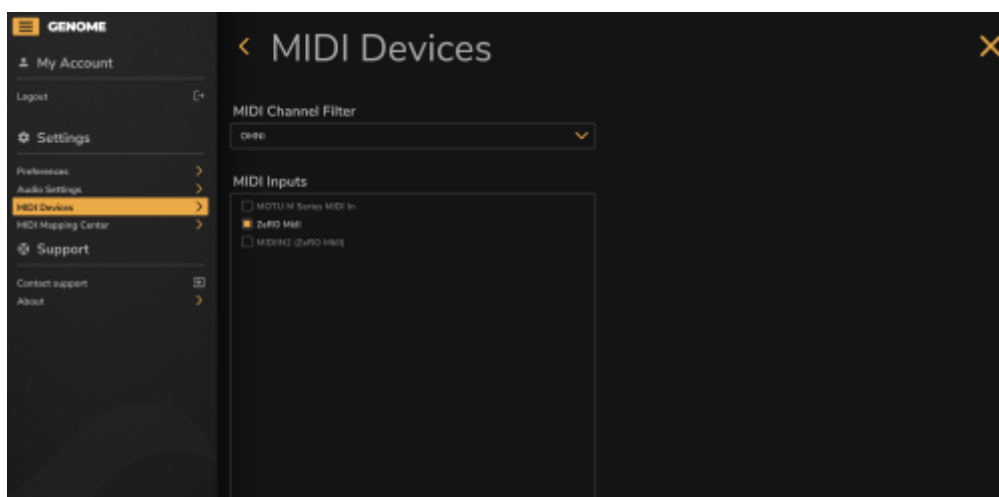 GENOME
My Account
Logout
Settings
Preferences
Audio Settings
MIDI Devices
MIDI Mapping Center
Support
Contact support
About
MIDI Devices
MIDI Channel Filter
OMNI
MIDI Inputs
MOTU M Series MIDI In
ZeRO MkII
MIDIIN2 (ZeRO MkII)